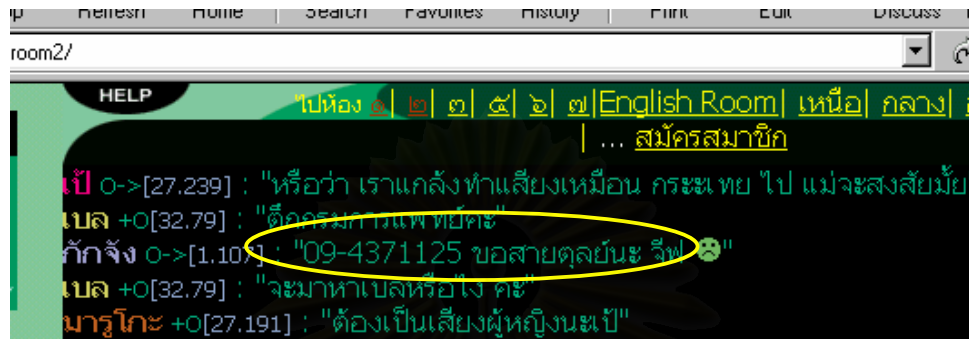 Refresh Home Search Favorites History Print Edit Discuss
room2/
HELP
ไปห้อง ๑| ๒| ๓| ๔| ๖| ๗|English Room| เหนือ| กลาง|
| ... สมัครสมาชิก
เป้ o->[27.239] : "หรือว่า เราแกล้งทำเสียงเหมือน กระะเทย ไป แม่จะสงสัยมั้ย
เบล +o[32.79] : "ตึกกรมการแพทย์คะ"
กักจัง o->[1.107] : "09-4371125 ขอสายตุลย์นะ จีฟ ☹"
เบล +o[32.79] : "จะมาหาเบลหรือไง คะ"
มารูโกะ +o[27.191] : "ต้องเป็นเสียงผู้หญิงนะเป้"